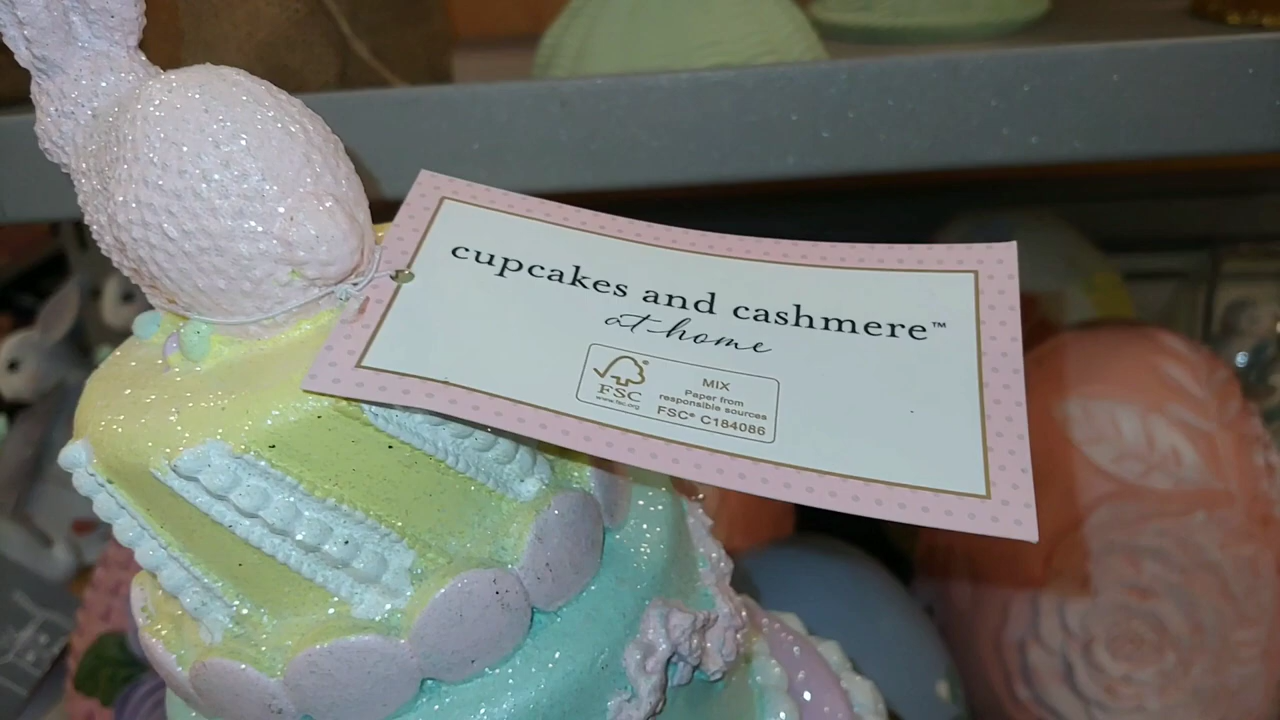 cupcakes and cashmere™
at home
FSC
www.fsc.org
MIX
Paper from
responsible sources
FSC® C184086